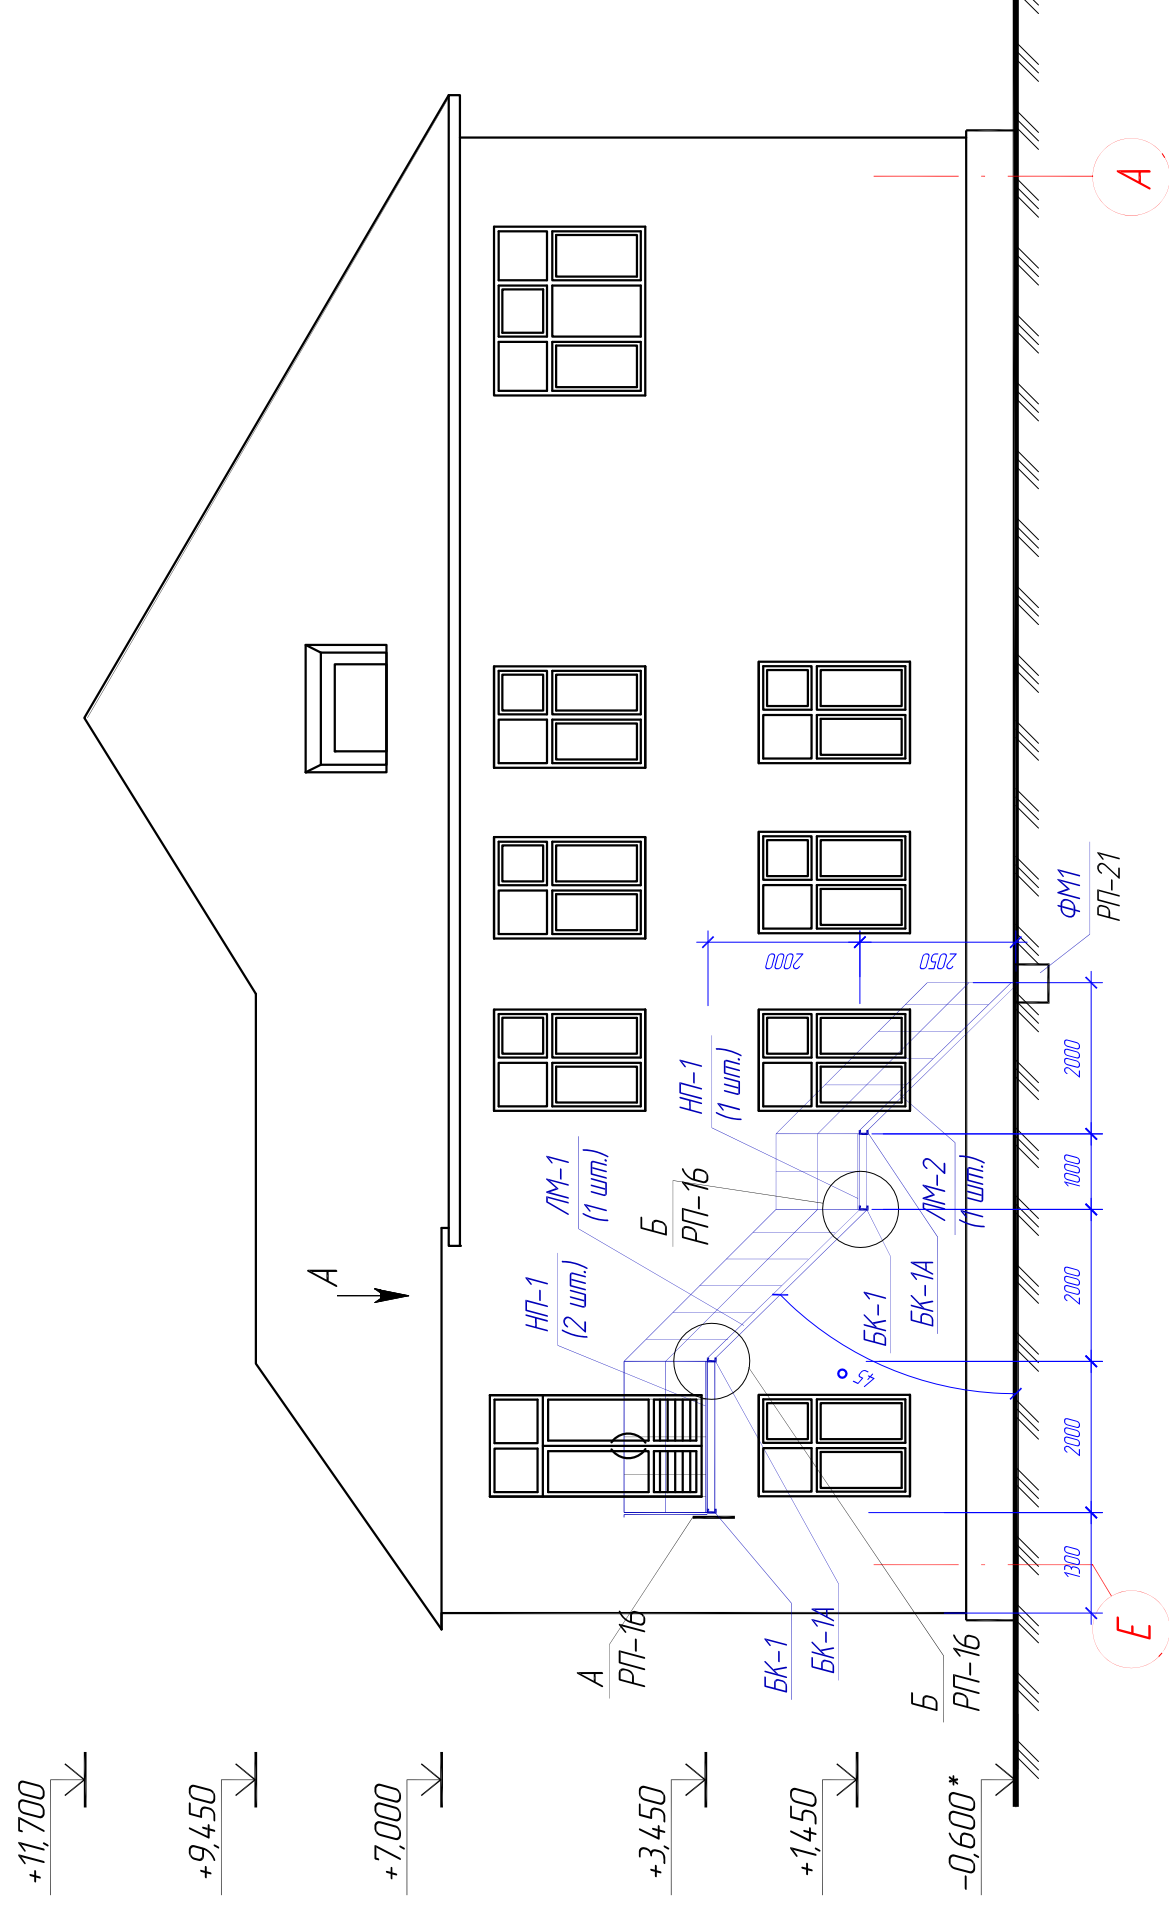 +11,700
+9,450
+7,000
+3,450
+1,450
-0,600*
А
НП-1
(2 шт.)
ЛМ-1
(1 шт.)
Б
РП-16
НП-1
(1 шт.)
2000
2050
45°
А
РП-16
БК-1
БК-1А
Б
РП-16
БК-1
БК-1А
ЛМ-2
(1 шт.)
ФМ1
РП-21
1300
2000
2000
1000
2000
Е
А